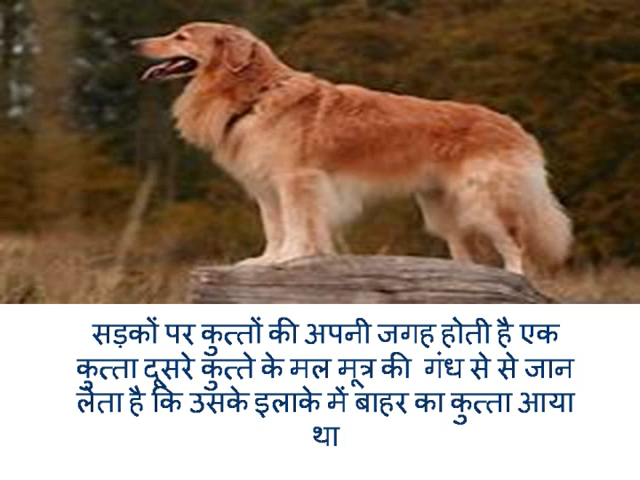 सड़कों पर कुत्तों की अपनी जगह होती है एक
कुत्ता दूसरे कुत्ते के मल मूत्र की गंध से से जान
लेता है कि उसके इलाके में बाहर का कुत्ता आया
था